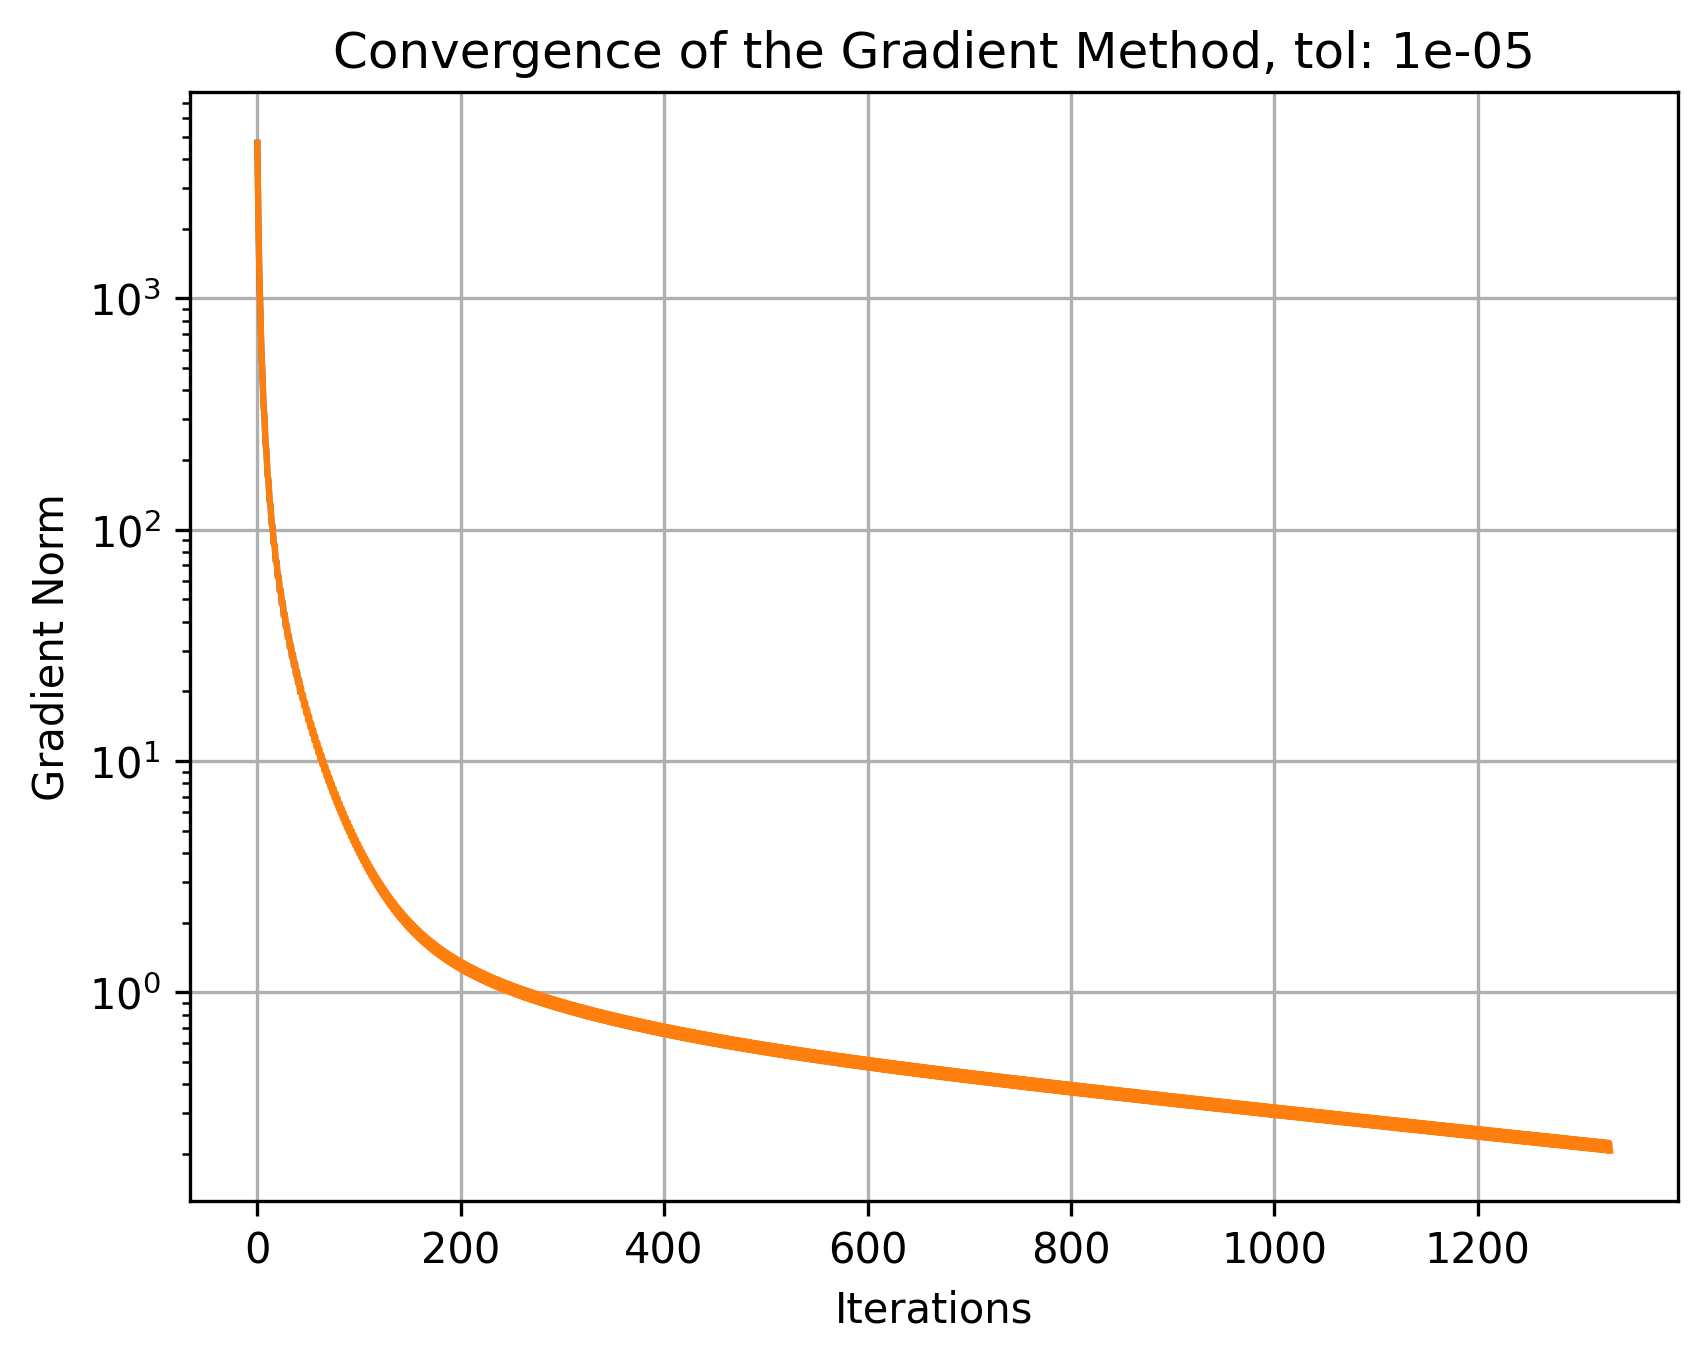 Convergence of the Gradient Method, tol: 1e-05
Gradient Norm
10³
10²
10¹
10⁰
0 200 400 600 800 1000 1200
Iterations